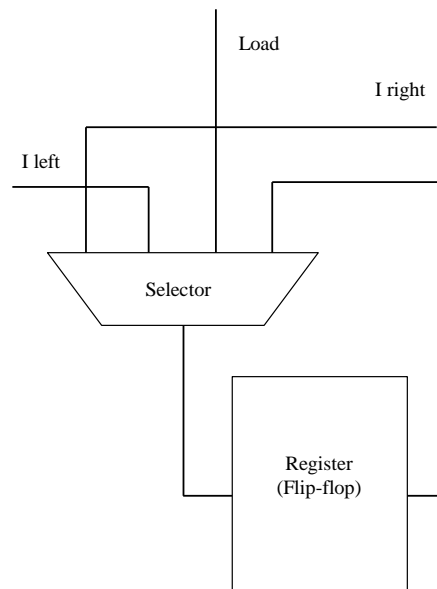 Load
I right
I left
Selector
Register
(Flip-flop)